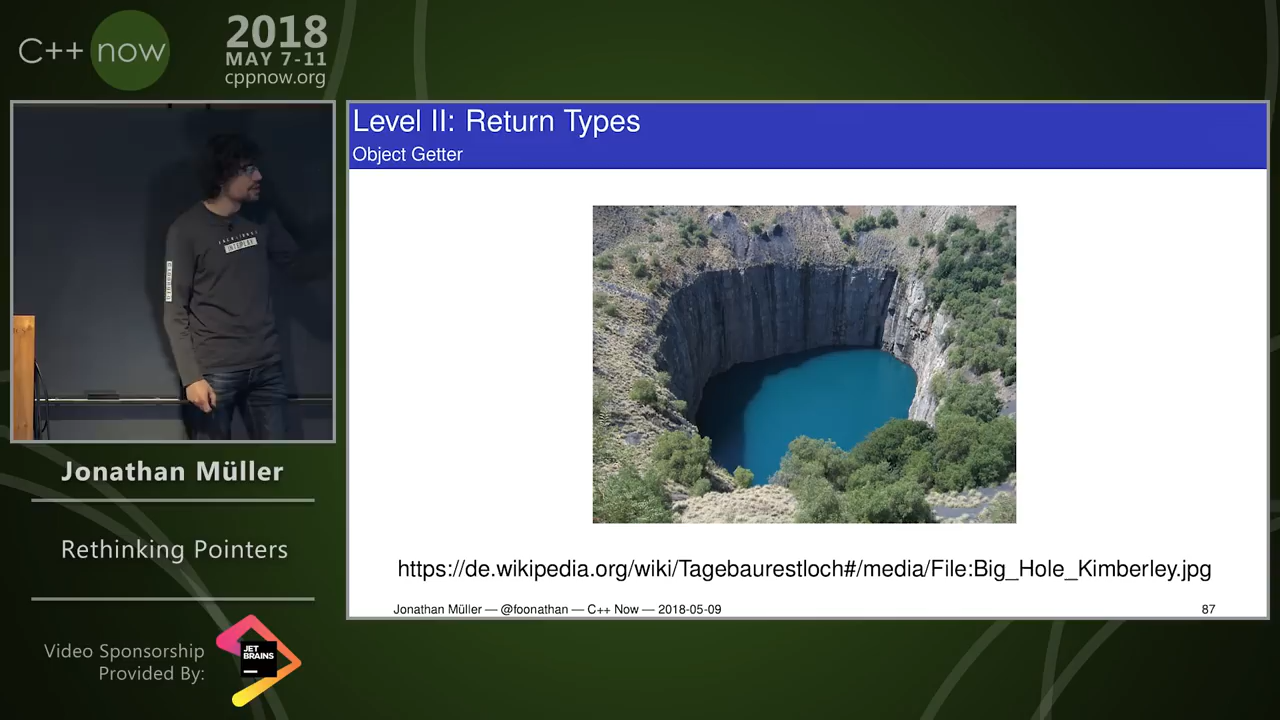 C++ now
2018
MAY 7-11
cppnow.org
Level II: Return Types
Object Getter
https://de.wikipedia.org/wiki/Tagebaurestloch#/media/File:Big_Hole_Kimberley.jpg
Jonathan Müller — @foonathan — C++ Now — 2018-05-09
87
Jonathan Müller
Rethinking Pointers
Video Sponsorship
Provided By:
JET
BRAINS